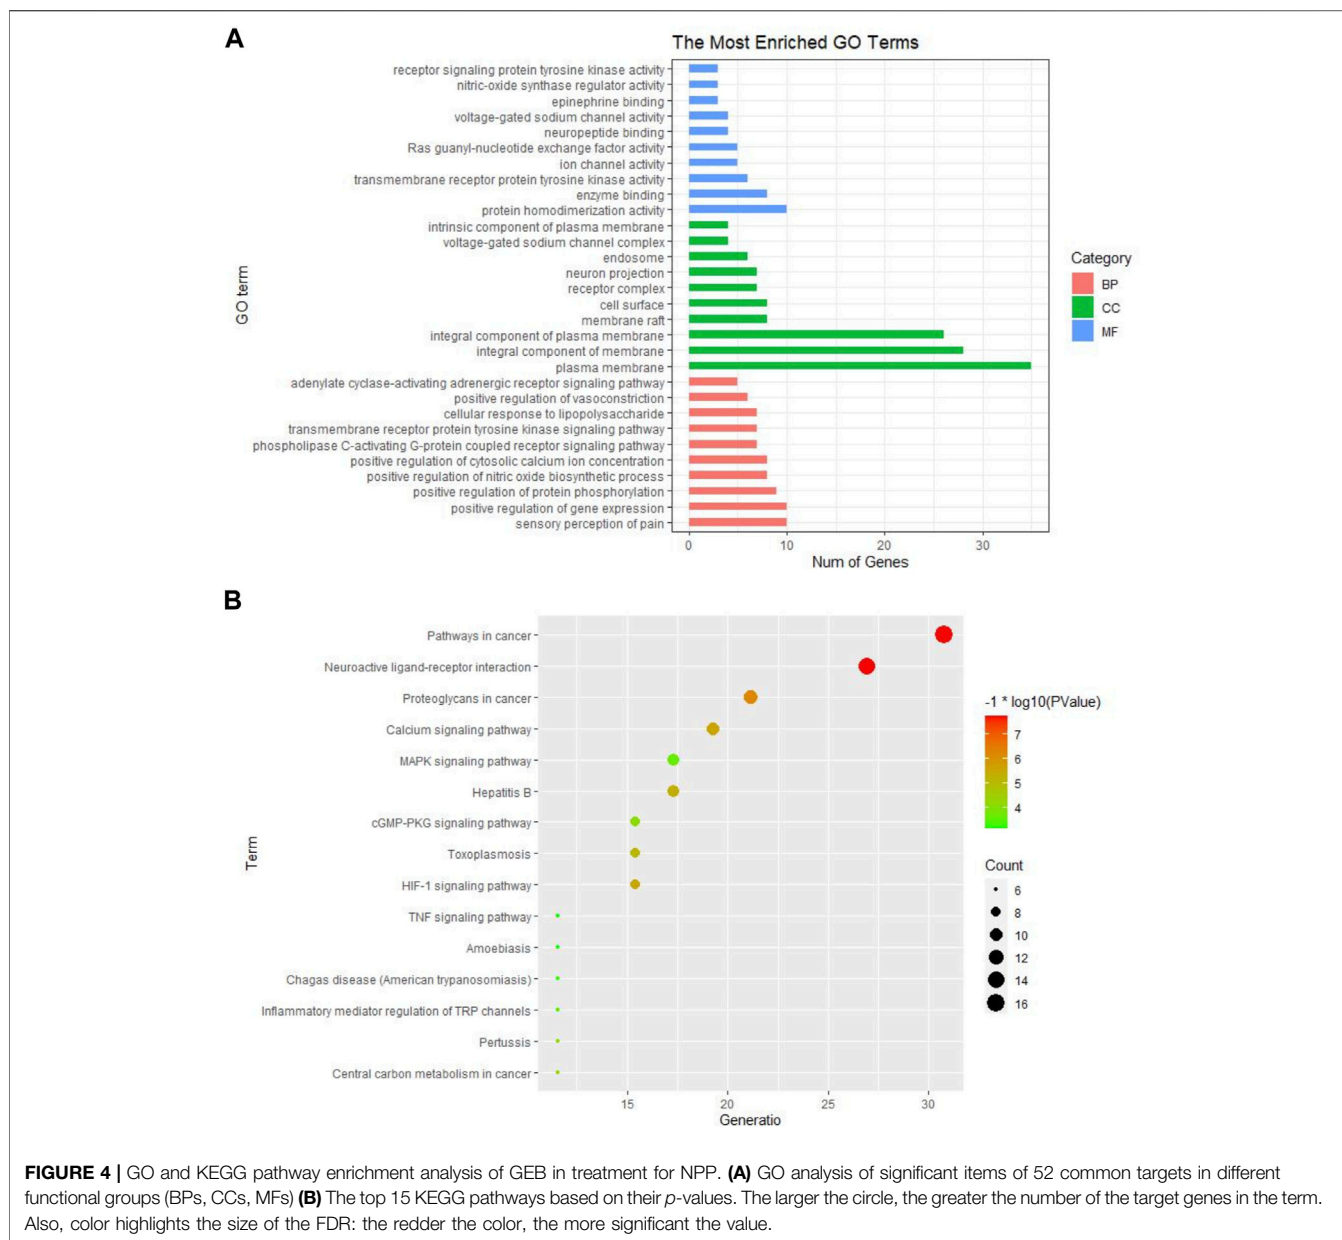 A
The Most Enriched GO Terms
receptor signaling protein tyrosine kinase activity
nitric-oxide synthase regulator activity
epinephrine binding
voltage-gated sodium channel activity
neuropeptide binding
Ras guanyl-nucleotide exchange factor activity
ion channel activity
transmembrane receptor protein tyrosine kinase activity
enzyme binding
protein homodimerization activity
intrinsic component of plasma membrane
voltage-gated sodium channel complex
endosome
neuron projection
receptor complex
cell surface
membrane raft
integral component of plasma membrane
integral component of membrane
plasma membrane
adenylate cyclase-activating adrenergic receptor signaling pathway
positive regulation of vasoconstriction
cellular response to lipopolysaccharide
transmembrane receptor protein tyrosine kinase signaling pathway
phospholipase C-activating G-protein coupled receptor signaling pathway
positive regulation of cytosolic calcium ion concentration
positive regulation of nitric oxide biosynthetic process
positive regulation of protein phosphorylation
positive regulation of gene expression
sensory perception of pain
GO term
0 10 20 30
Num of Genes
Category
BP
CC
MF
B
Pathways in cancer
Neuroactive ligand-receptor interaction
Proteoglycans in cancer
Calcium signaling pathway
MAPK signaling pathway
Hepatitis B
cGMP-PKG signaling pathway
Toxoplasmosis
HIF-1 signaling pathway
TNF signaling pathway
Amoebiasis
Chagas disease (American trypanosomiasis)
Inflammatory mediator regulation of TRP channels
Pertussis
Central carbon metabolism in cancer
Term
15 20 25 30
Generatio
-1 * log10(PValue)
7
6
5
4
Count
6
8
10
12
14
16
FIGURE 4 | GO and KEGG pathway enrichment analysis of GEB in treatment for NPP. (A) GO analysis of significant items of 52 common targets in different
functional groups (BPs, CCs, MFs) (B) The top 15 KEGG pathways based on their p-values. The larger the circle, the greater the number of the target genes in the term.
Also, color highlights the size of the FDR: the redder the color, the more significant the value.